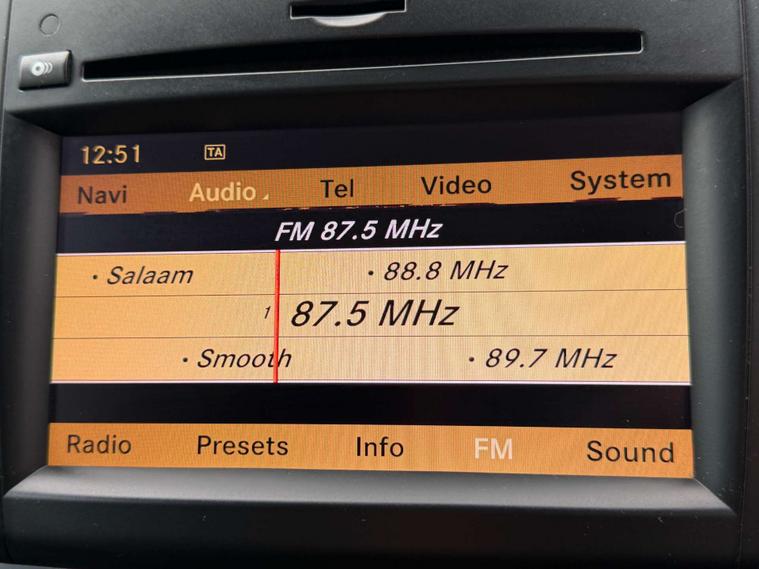 12:51 TA
Navi Audio Tel Video System
FM 87.5 MHz
• Salaam • 88.8 MHz
1 87.5 MHz
• Smooth • 89.7 MHz
Radio Presets Info FM Sound